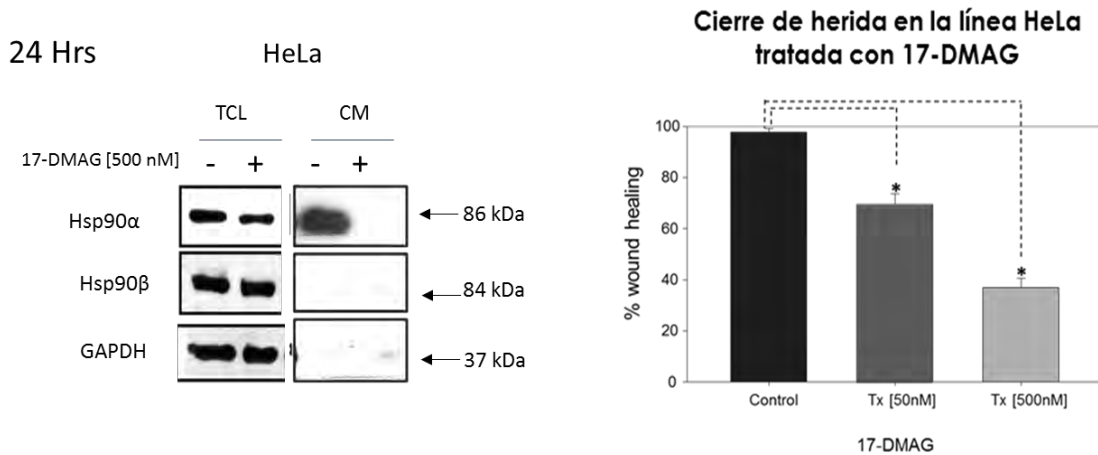 24 Hrs
HeLa
TCL
CM
17-DMAG [500 nM]
-
+
-
+
Hsp90α
86 kDa
Hsp90β
84 kDa
GAPDH
37 kDa
Cierre de herida en la línea HeLa
tratada con 17-DMAG
% wound healing
100
80
60
40
20
0
*
*
Control
Tx [50nM]
Tx [500nM]
17-DMAG